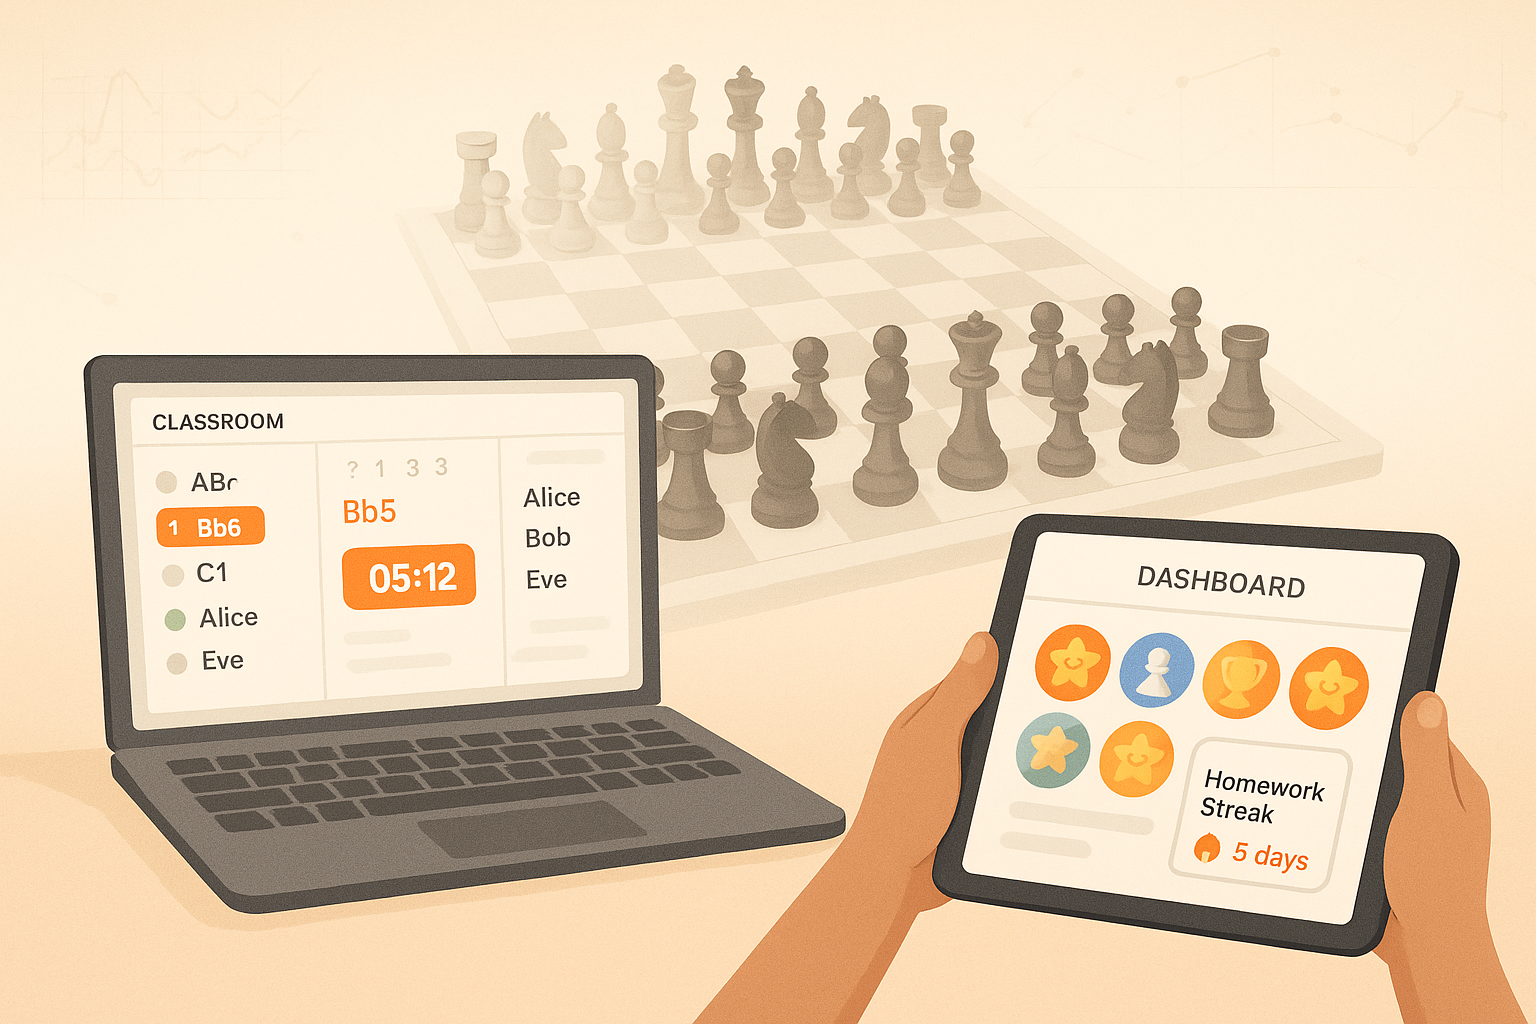 CLASSROOM
ABr
1 Bb6
C1
Alice
Eve
? 1 3 3
Bb5
05:12
Alice
Bob
Eve
DASHBOARD
Homework
Streak
5 days